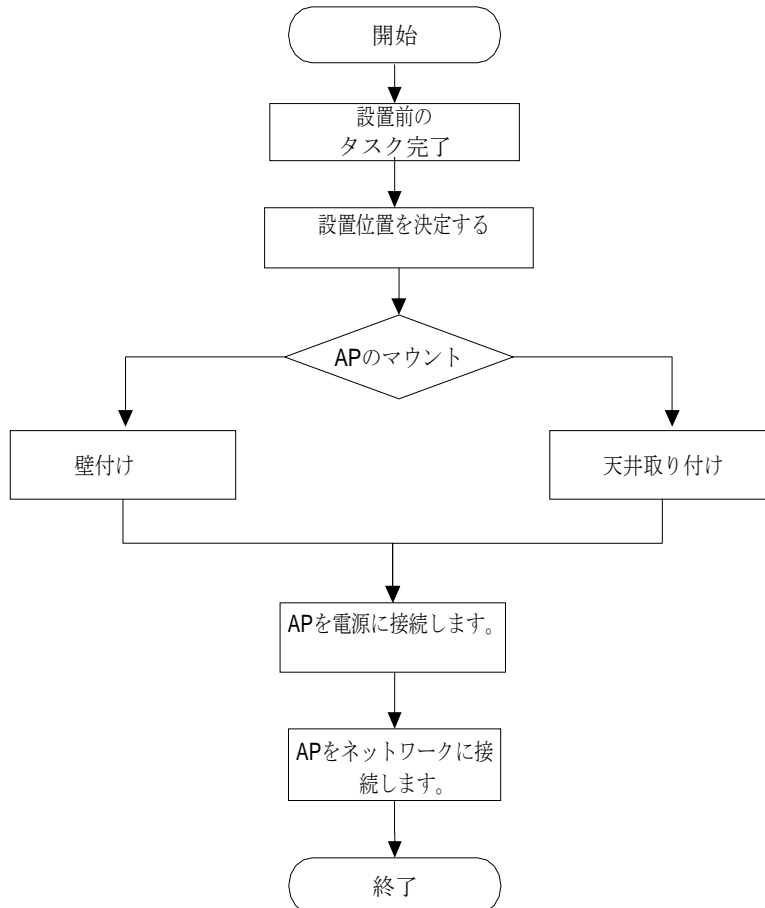 開始
設置前の
タスク完了
設置位置を決定する
APのマウント
壁付け
天井取り付け
APを電源に接続します。
APをネットワークに接
続します。
終了